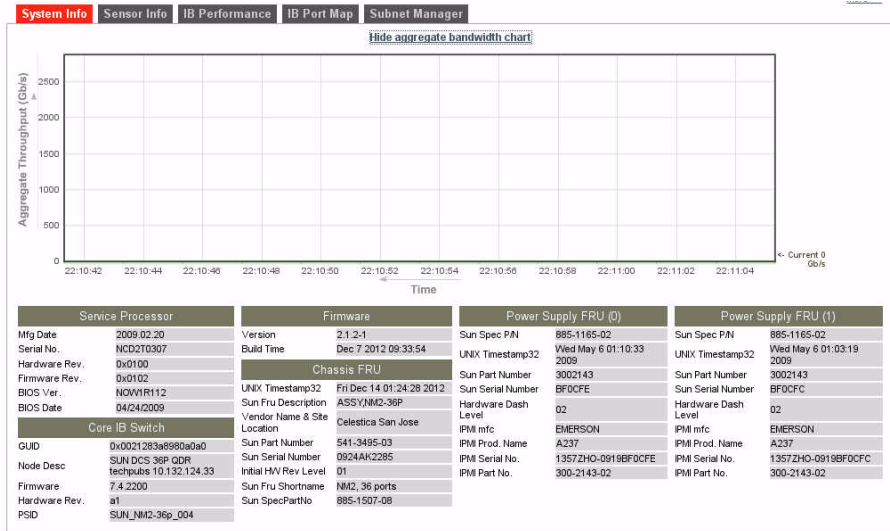 System Info Sensor Info IB Performance IB Port Map Subnet Manager
Hide aggregate bandwidth chart
Aggregate Throughput (Gb/s)
2500
2000
1500
1000
500
0
<- Current 0
Gb/s
22:10:42 22:10:44 22:10:46 22:10:48 22:10:50 22:10:52 22:10:54 22:10:56 22:10:58 22:11:00 22:11:02 22:11:04
Time
Service Processor
Mfg Date 2009.02.20
Serial No. NCD2T0307
Hardware Rev. 0x0100
Firmware Rev. 0x0102
BIOS Ver. NOW1R112
BIOS Date 04/24/2009
Core IB Switch
GUID 0x0021283a8980a0a0
Node Desc SUN DCS 36P QDR
techpubs 10.132.124.33
Firmware 7.4.2200
Hardware Rev. a1
PSID SUN_NM2-36p_004
Firmware
Version 2.1.2-1
Build Time Dec 7 2012 09:33:54
Chassis FRU
UNIX Timestamp32 Fri Dec 14 01:24:28 2012
Sun Fru Description ASSY,NM2-36P
Vendor Name & Site
Location Celestica San Jose
Sun Part Number 541-3495-03
Sun Serial Number 0924AK2285
Initial HW Rev Level 01
Sun Fru Shortname NM2, 36 ports
Sun SpecPartNo 885-1507-08
Power Supply FRU (0)
Sun Spec P/N 885-1165-02
UNIX Timestamp32 Wed May 6 01:10:33
2009
Sun Part Number 3002143
Sun Serial Number BF0CFE
Hardware Dash
Level 02
IPMI mfc EMERSON
IPMI Prod. Name A237
IPMI Serial No. 1357ZHO-0919BF0CFE
IPMI Part No. 300-2143-02
Power Supply FRU (1)
Sun Spec P/N 885-1165-02
UNIX Timestamp32 Wed May 6 01:03:19
2009
Sun Part Number 3002143
Sun Serial Number BF0CFC
Hardware Dash
Level 02
IPMI mfc EMERSON
IPMI Prod. Name A237
IPMI Serial No. 1357ZHO-0919BF0CFC
IPMI Part No. 300-2143-02